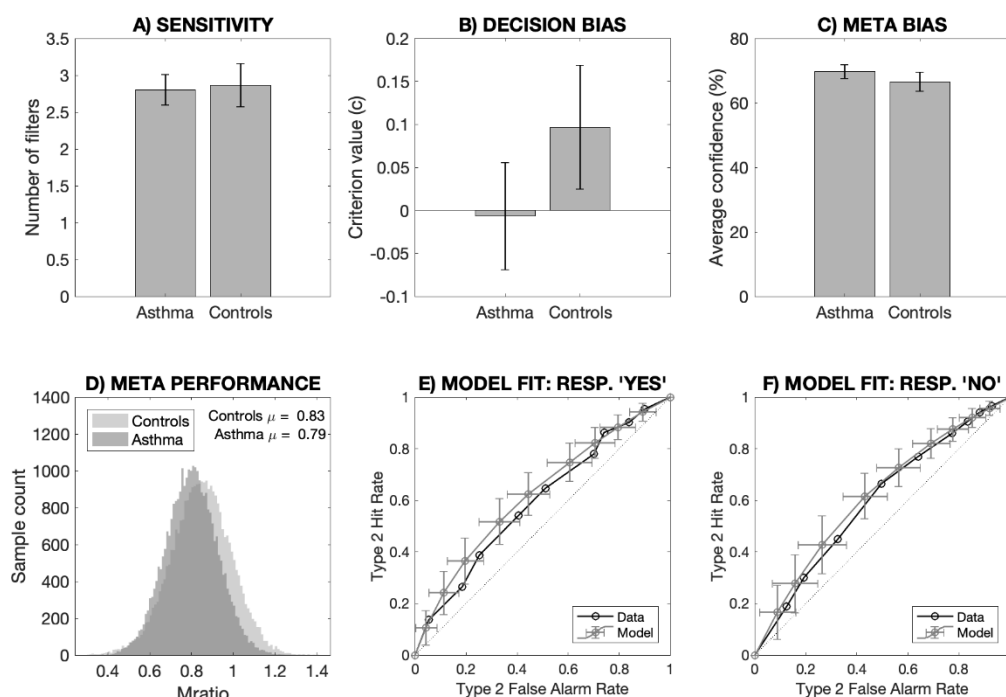 A) SENSITIVITY
Number of filters
3.5
3
2.5
2
1.5
1
0.5
0
Asthma Controls
B) DECISION BIAS
Criterion value (c)
0.2
0.15
0.1
0.05
0
-0.05
-0.1
Asthma Controls
C) META BIAS
Average confidence (%)
80
60
40
20
0
Asthma Controls
D) META PERFORMANCE
Sample count
1400
1200
1000
800
600
400
200
0
Controls
Asthma
Controls μ = 0.83
Asthma μ = 0.79
0.4 0.6 0.8 1 1.2 1.4
Mratio
E) MODEL FIT: RESP. 'YES'
Type 2 Hit Rate
1
0.8
0.6
0.4
0.2
0
Data
Model
0 0.2 0.4 0.6 0.8 1
Type 2 False Alarm Rate
F) MODEL FIT: RESP. 'NO'
Type 2 Hit Rate
1
0.8
0.6
0.4
0.2
0
Data
Model
0 0.2 0.4 0.6 0.8
Type 2 False Alarm Rate